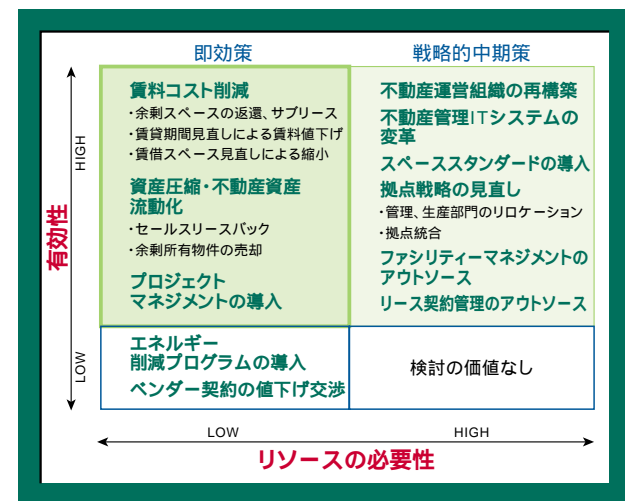 即効策
戦略的中期策
賃料コスト削減
・余剰スペースの返還、サブリース
・賃貸期間見直しによる賃料値下げ
・賃借スペース見直しによる縮小
資産圧縮・不動産資産
流動化
・セールスリースバック
・余剰所有物件の売却
プロジェクト
マネジメントの導入
不動産運営組織の再構築
不動産管理ITシステムの
変革
スペーススタンダードの導入
拠点戦略の見直し
・管理、生産部門のリロケーション
・拠点統合
ファシリティーマネジメントの
アウトソース
リース契約管理のアウトソース
エネルギー
削減プログラムの導入
ベンダー契約の値下げ交渉
検討の価値なし
HIGH
有効性
LOW
LOW
HIGH
リソースの必要性